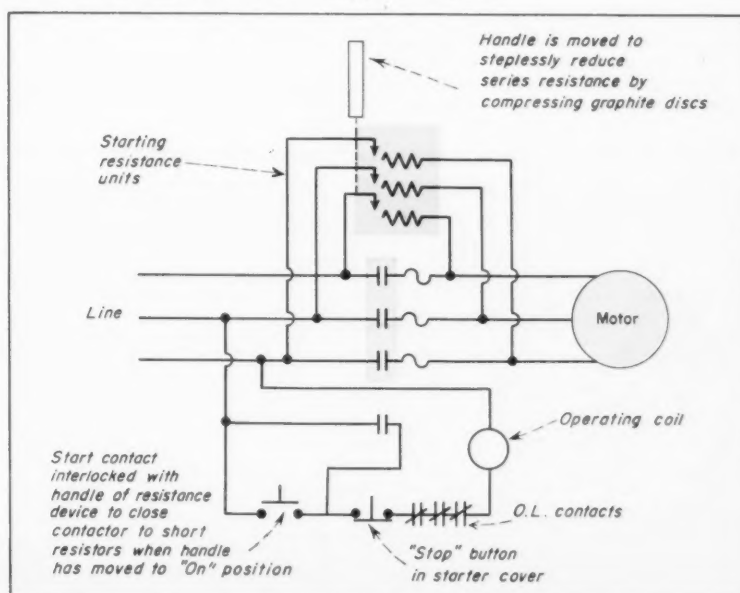 Handle is moved to
steplessly reduce
series resistance by
compressing graphite discs
Starting
resistance
units
Line
Motor
Operating coil
Start contact
interlocked with
handle of resistance
device to close
contactor to short
resistors when handle
has moved to "On" position
O.L. contacts
"Stop" button
in starter cover